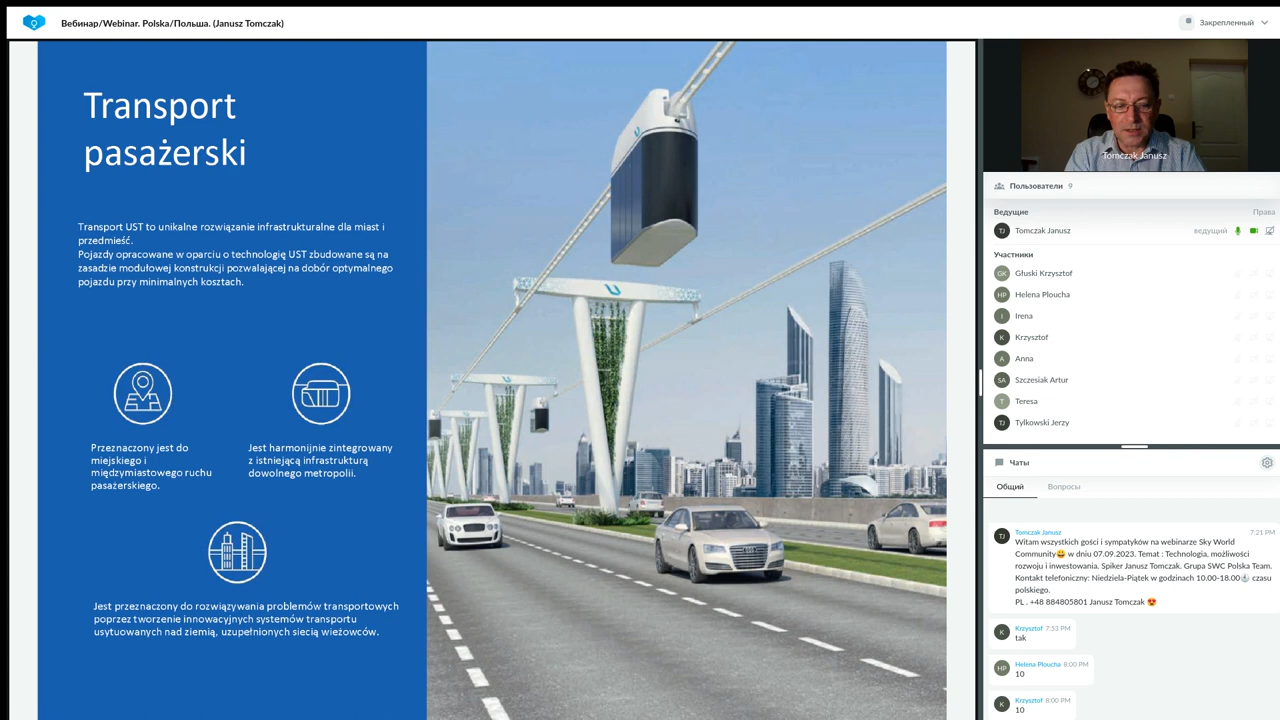 Вебинар/Webinar. Polska/Польша. (Janusz Tomczak)
Закрепленный
Transport
pasażerski
Transport UST to unikalne rozwiązanie infrastrukturalne dla miast i
przedmieść.
Pojazdy opracowane w oparciu o technologię UST zbudowane są na
zasadzie modułowej konstrukcji pozwalającej na dobór optymalnego
pojazdu przy minimalnych kosztach.
Przeznaczony jest do
miejskiego i
międzymiastowego ruchu
pasażerskiego.
Jest harmonijnie zintegrowany
z istniejącą infrastrukturą
dowolnego metropolii.
Jest przeznaczony do rozwiązywania problemów transportowych
poprzez tworzenie innowacyjnych systemów transportu
usytuowanych nad ziemią, uzupełnionych siecią wieżowców.
Tomczak Janusz
Пользователи 9
Ведущие
Права
TJ Tomczak Janusz ведущий
Участники
GK Głuski Krzysztof
HP Helena Ploucha
I Irena
K Krzysztof
A Anna
SA Szczesiak Artur
T Teresa
TJ Tylkowski Jerzy
Чаты
Общий Вопросы
TJ Tomczak Janusz 7:21 PM
Witam wszystkich gości i sympatyków na webinarze Sky World
Community😀 w dniu 07.09.2023. Temat : Technologia, możliwości
rozwoju i inwestowania. Spiker Janusz Tomczak. Grupa SWC Polska Team.
Kontakt telefoniczny: Niedziela-Piątek w godzinach 10.00-18.00 czasu
polskiego.
PL . +48 884805801 Janusz Tomczak 😍
K Krzysztof 7:53 PM
tak
HP Helena Ploucha 8:00 PM
10
K Krzysztof 8:00 PM
10